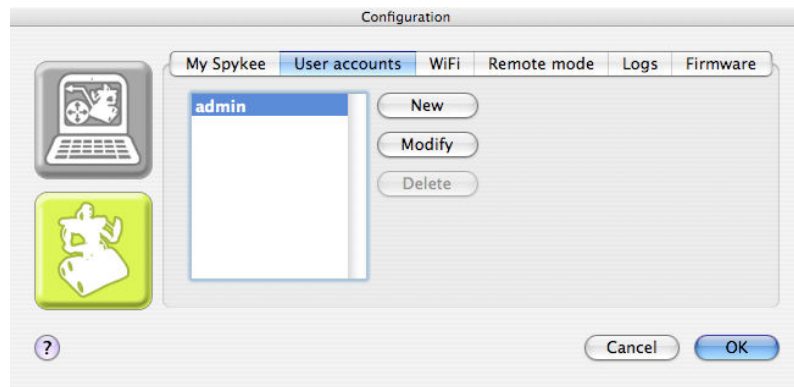 Configuration
My Spykee User accounts WiFi Remote mode Logs Firmware
admin
New
Modify
Delete
?
Cancel OK